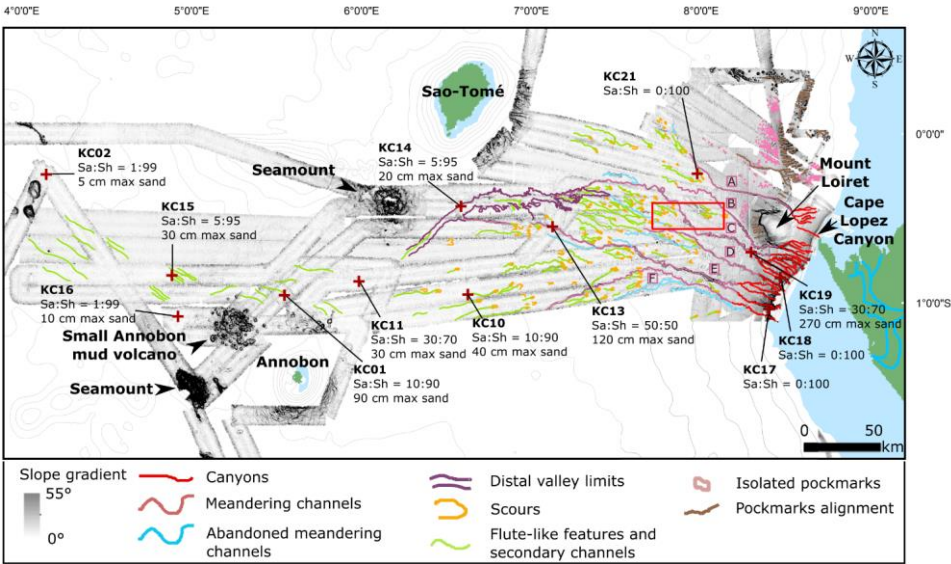 4°0'0"E 5°0'0"E 6°0'0"E 7°0'0"E 8°0'0"E 9°0'0"E
N
W E
S
KC21
Sa:Sh = 0:100
Sao-Tomé
0°0'0"
KC02
Sa:Sh = 1:99
5 cm max sand
KC14
Sa:Sh = 5:95
20 cm max sand
Seamount
Mount
Loiret
Cape
Lopez
Canyon
A
B
C
D
E
F
KC15
Sa:Sh = 5:95
30 cm max sand
KC16
Sa:Sh = 1:99
10 cm max sand
Small Annobon
mud volcano
Seamount
Annobon
KC11
Sa:Sh = 30:70
30 cm max sand
KC01
Sa:Sh = 10:90
90 cm max sand
KC10
Sa:Sh = 10:90
40 cm max sand
KC13
Sa:Sh = 50:50
120 cm max sand
KC19
Sa:Sh = 30:70
270 cm max sand
KC18
Sa:Sh = 0:100
KC17
Sa:Sh = 0:100
1°0'0"S
0 50
km
Slope gradient
55°
0°
Canyons
Meandering channels
Abandoned meandering
channels
Distal valley limits
Scours
Flute-like features and
secondary channels
Isolated pockmarks
Pockmarks alignment